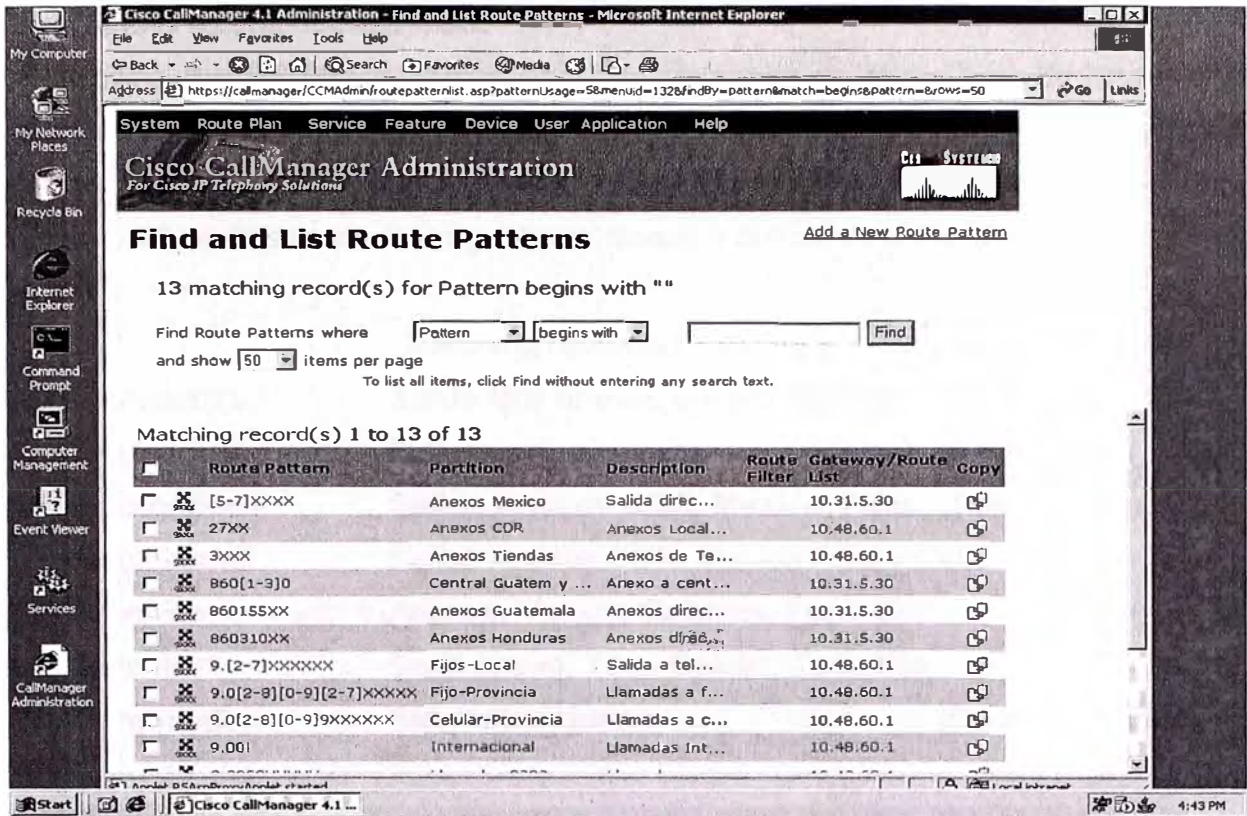 Cisco CallManager 4.1 Administration - Find and List Route Patterns - Microsoft Internet Explorer
File Edit View Favorites Tools Help
Back Search Favorites Media
Address https://callmanager/CCMAdmin/routepatternlist.asp?patternUsage=5&menuid=132&findBy=pattern&match=begins&pattern=&rows=50 Go Links
System Route Plan Service Feature Device User Application Help
Cisco CallManager Administration
For Cisco IP Telephony Solutions
Find and List Route Patterns
Add a New Route Pattern
13 matching record(s) for Pattern begins with ""
Find Route Patterns where Pattern begins with Find
and show 50 items per page
To list all items, click Find without entering any search text.
Matching record(s) 1 to 13 of 13
Route Pattern Partition Description Route Filter Gateway/Route List Copy
[5-7]XXXX Anexos Mexico Salida direc... 10.31.5.30
27XX Anexos CDR Anexos Local... 10.48.60.1
3XXX Anexos Tiendas Anexos de Te... 10.48.60.1
860[1-3]0 Central Guatem y ... Anexo a cent... 10.31.5.30
860155XX Anexos Guatemala Anexos direc... 10.31.5.30
860310XX Anexos Honduras Anexos direc... 10.31.5.30
9.[2-7]XXXXXX Fijos-Local Salida a tel... 10.48.60.1
9.0[2-8][0-9][2-7]XXXXX Fijo-Provincia Llamadas a f... 10.48.60.1
9.0[2-8][0-9]9XXXXXX Celular-Provincia Llamadas a c... 10.48.60.1
9.00! Internacional Llamadas Int... 10.48.60.1
Local intranet
My Computer
My Network Places
Recycle Bin
Internet Explorer
Command Prompt
Computer Management
Event Viewer
Services
CallManager Administration
Start Cisco CallManager 4.1 ... 4:43 PM